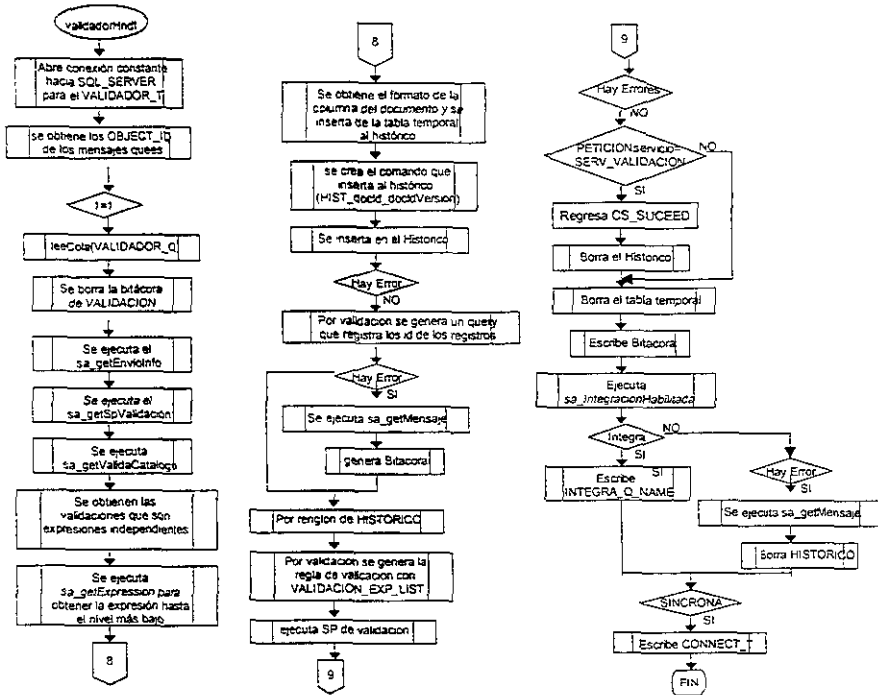 validadorHndl
Abre conexión constante
hacia SQL_SERVER
para el VALIDADOR_T
se obtiene los OBJECT_ID
de los mensajes quees
1=1
leeCola(VALIDADOR_Q
Se borra la bitácora
de VALIDACION
Se ejecuta el
sa_getEnvioInfo
Se ejecuta el
sa_getSpValidacion
Se ejecuta
sa_getValidaCatalogo
Se obtienen las
validaciones que son
expresiones independientes
Se ejecuta
sa_getExpression para
obtener la expresión hasta
el nivel más bajo
8
8
Se obtiene el formato de la
columna del documento y se
inserta de la tabla temporal
al histórico
se crea el comando que
inserta al histórico
(HIST_docId_docIdVersion)
Se inserta en el Historico
Hay Error
NO
Por validacion se genera un query
que registra los id de los registros
Hay Error
SI
Se ejecuta sa_getMensaje
genera Bitacora
Por renglon de HISTORICO
Por validación se genera la
regla de validacion con
VALIDACION_EXP_LIST
ejecuta SP de validacion
9
9
Hay Errores
NO
PETICIONservicio=
SERV_VALIDACION
NO
SI
Regresa CS_SUCEED
Borra el Historico
Borra el tabla temporal
Escribe Bitacora
Ejecuta
sa_IntegracionHabilitada
Integra
NO
SI
Escribe
SI
INTEGRA_Q_NAME
Hay Error
SI
Se ejecuta sa_getMensaje
Borra HISTORICO
SINCRONA
SI
Escribe CONNECT_T
FIN